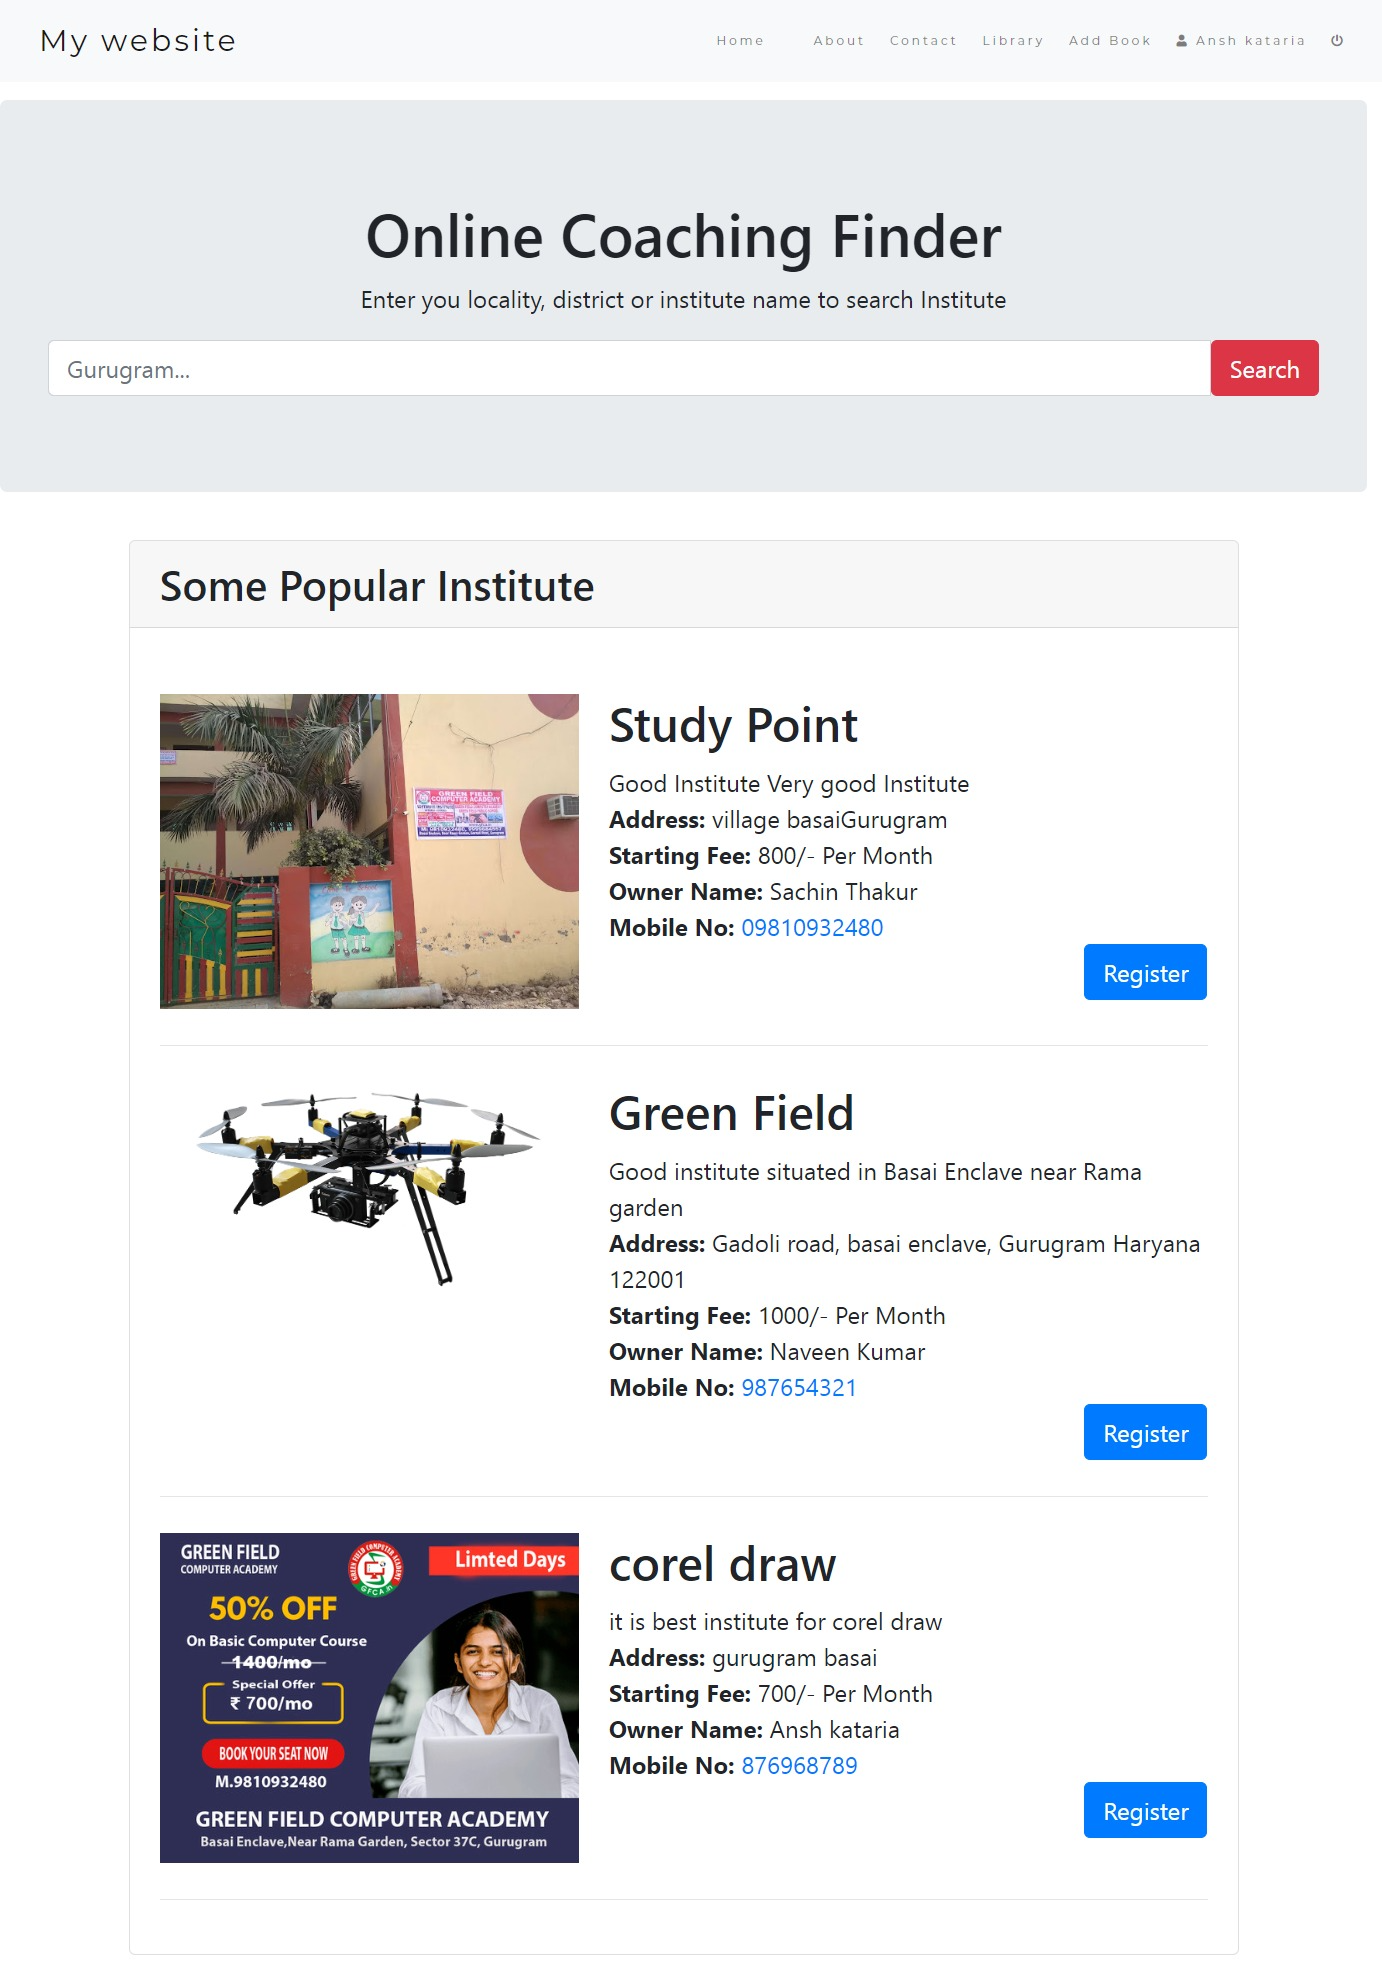 My website
Home About Contact Library Add Book Ansh kataria
Online Coaching Finder
Enter you locality, district or institute name to search Institute
Gurugram...
Search
Some Popular Institute
GREEN FIELD
COMPUTER ACADEMY
Study Point
Good Institute Very good Institute
Address: village basaiGurugram
Starting Fee: 800/- Per Month
Owner Name: Sachin Thakur
Mobile No: 09810932480
Register
Green Field
Good institute situated in Basai Enclave near Rama
garden
Address: Gadoli road, basai enclave, Gurugram Haryana
122001
Starting Fee: 1000/- Per Month
Owner Name: Naveen Kumar
Mobile No: 987654321
Register
GREEN FIELD
COMPUTER ACADEMY
GREEN FIELD COMPUTER ACADEMY
GFCA.in
Limted Days
50% OFF
On Basic Computer Course
1400/mo
Special Offer
₹ 700/mo
BOOK YOUR SEAT NOW
M.9810932480
GREEN FIELD COMPUTER ACADEMY
Basai Enclave,Near Rama Garden, Sector 37C, Gurugram
corel draw
it is best institute for corel draw
Address: gurugram basai
Starting Fee: 700/- Per Month
Owner Name: Ansh kataria
Mobile No: 876968789
Register